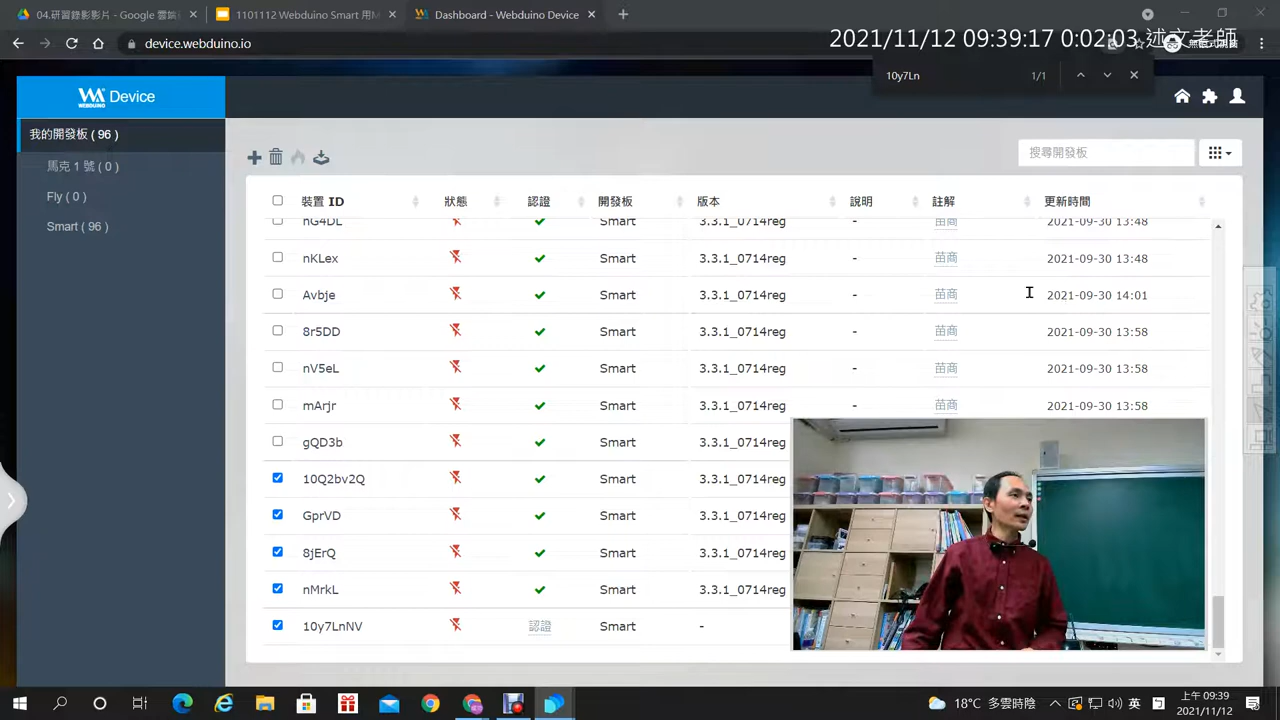 04.研習錄影影片 - Google 雲端
1101112 Webduino Smart 用M
Dashboard - Webduino Device
device.webduino.io
2021/11/12 09:39:17 0:02:03 述文老師
10y7Ln
1/1
WEBDUINO Device
我的開發板 ( 96 )
馬克 1 號 ( 0 )
Fly ( 0 )
Smart ( 96 )
搜尋開發板
裝置 ID 狀態 認證 開發板 版本 說明 註解 更新時間
nG4DL Smart 3.3.1_0714reg - 苗商 2021-09-30 13:48
nKLex Smart 3.3.1_0714reg - 苗商 2021-09-30 13:48
Avbje Smart 3.3.1_0714reg - 苗商 2021-09-30 14:01
8r5DD Smart 3.3.1_0714reg - 苗商 2021-09-30 13:58
nV5eL Smart 3.3.1_0714reg - 苗商 2021-09-30 13:58
mArjr Smart 3.3.1_0714reg - 苗商 2021-09-30 13:58
gQD3b Smart 3.3.1_0714reg
10Q2bv2Q Smart 3.3.1_0714reg
GprVD Smart 3.3.1_0714reg
8jErQ Smart 3.3.1_0714reg
nMrkL Smart 3.3.1_0714reg
10y7LnNV 認證 Smart -
18°C 多雲時陰
英
上午 09:39
2021/11/12